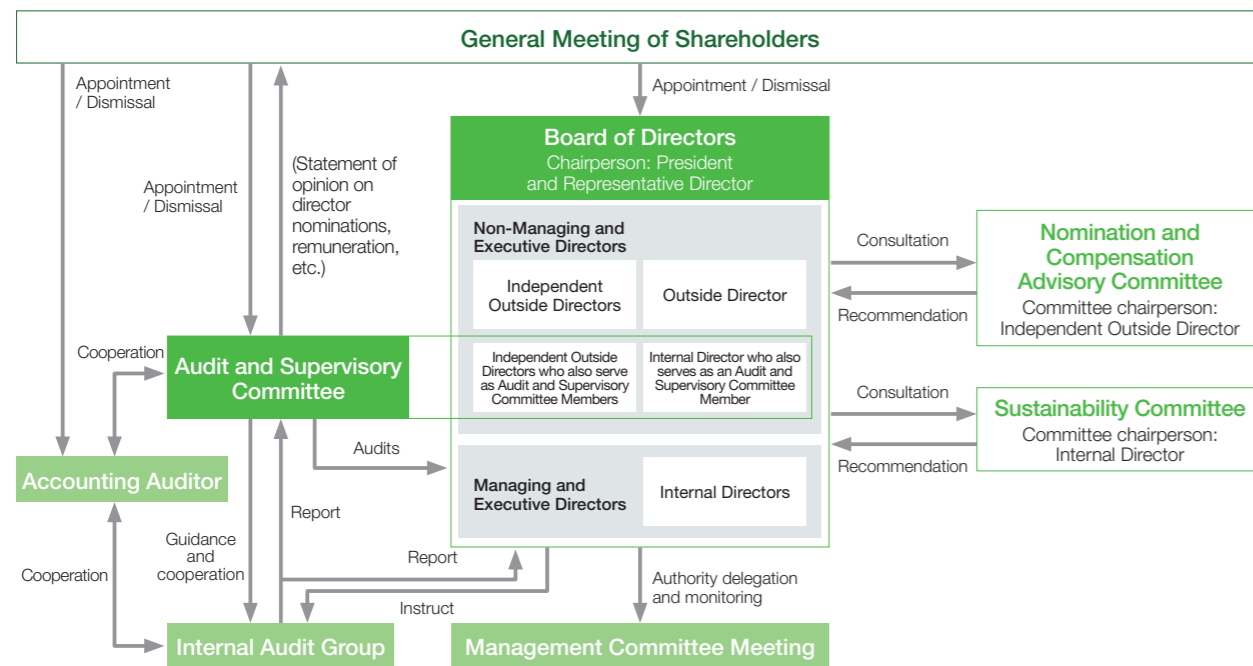 General Meeting of Shareholders
Appointment
/ Dismissal
Appointment
/ Dismissal
(Statement of
opinion on
director
nominations,
remuneration,
etc.)
Appointment / Dismissal
Board of Directors
Chairperson: President
and Representative Director
Non-Managing and
Executive Directors
Independent
Outside Directors
Outside Director
Independent Outside
Directors who also serve
as Audit and Supervisory
Committee Members
Internal Director who also
serves as an Audit and
Supervisory Committee
Member
Managing and
Executive Directors
Internal Directors
Consultation
Recommendation
Nomination and
Compensation
Advisory Committee
Committee chairperson:
Independent Outside Director
Consultation
Recommendation
Sustainability Committee
Committee chairperson:
Internal Director
Cooperation
Audit and Supervisory
Committee
Audits
Accounting Auditor
Report
Guidance
and
cooperation
Cooperation
Report
Instruct
Authority delegation
and monitoring
Internal Audit Group
Management Committee Meeting